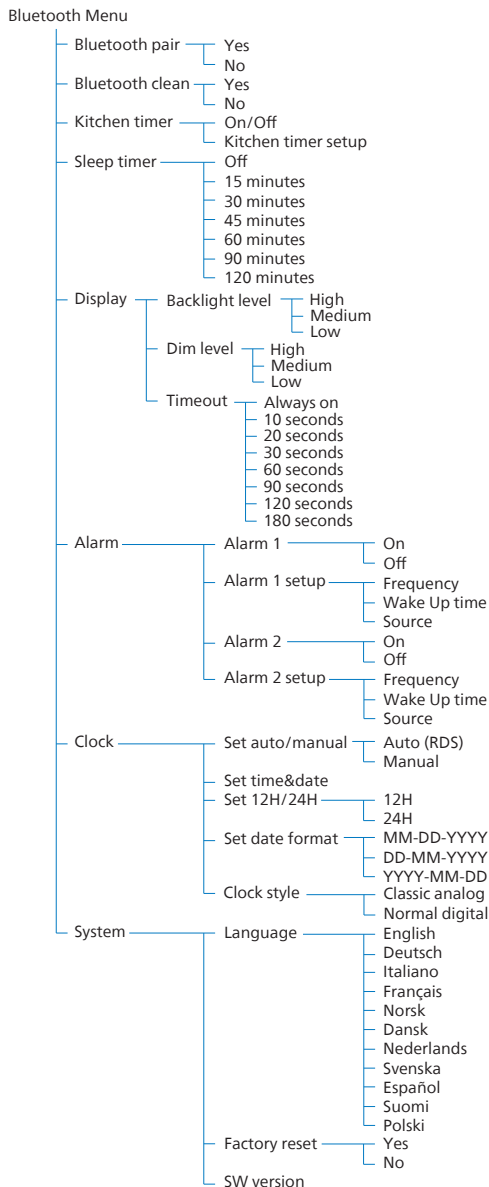 Bluetooth Menu
Bluetooth pair Yes
No
Bluetooth clean Yes
No
Kitchen timer On/Off
Kitchen timer setup
Sleep timer Off
15 minutes
30 minutes
45 minutes
60 minutes
90 minutes
120 minutes
Display Backlight level High
Medium
Low
Dim level High
Medium
Low
Timeout Always on
10 seconds
20 seconds
30 seconds
60 seconds
90 seconds
120 seconds
180 seconds
Alarm Alarm 1 On
Off
Alarm 1 setup Frequency
Wake Up time
Source
Alarm 2 On
Off
Alarm 2 setup Frequency
Wake Up time
Source
Clock Set auto/manual Auto (RDS)
Manual
Set time&date
Set 12H/24H 12H
24H
Set date format MM-DD-YYYY
DD-MM-YYYY
YYYY-MM-DD
Clock style Classic analog
Normal digital
System Language English
Deutsch
Italiano
Français
Norsk
Dansk
Nederlands
Svenska
Español
Suomi
Polski
Factory reset Yes
No
SW version